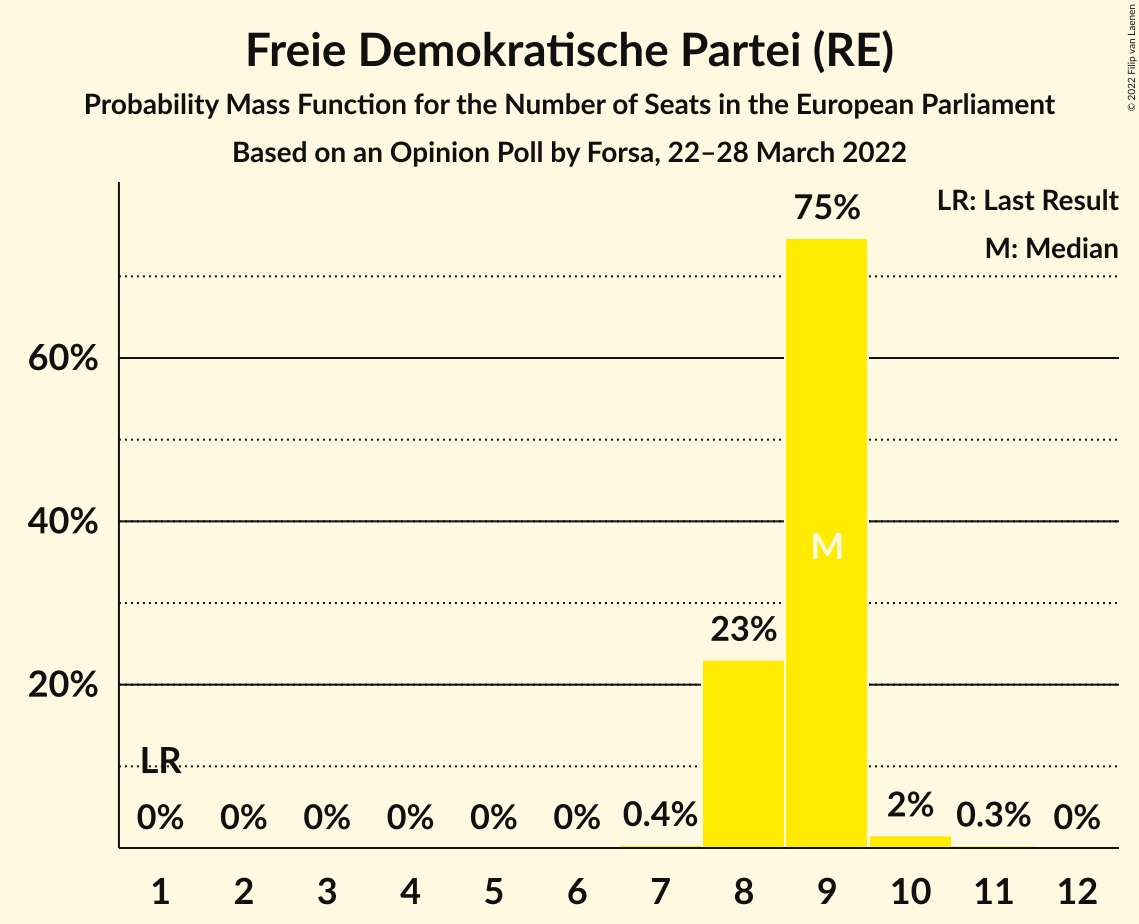 Freie Demokratische Partei (RE)
Probability Mass Function for the Number of Seats in the European Parliament
Based on an Opinion Poll by Forsa, 22–28 March 2022
© 2022 Filip van Laenen
LR: Last Result
M: Median
75%
60%
40%
M
23%
20%
LR
0% 0% 0% 0% 0% 0% 0.4% 2% 0.3% 0%
1 2 3 4 5 6 7 8 9 10 11 12